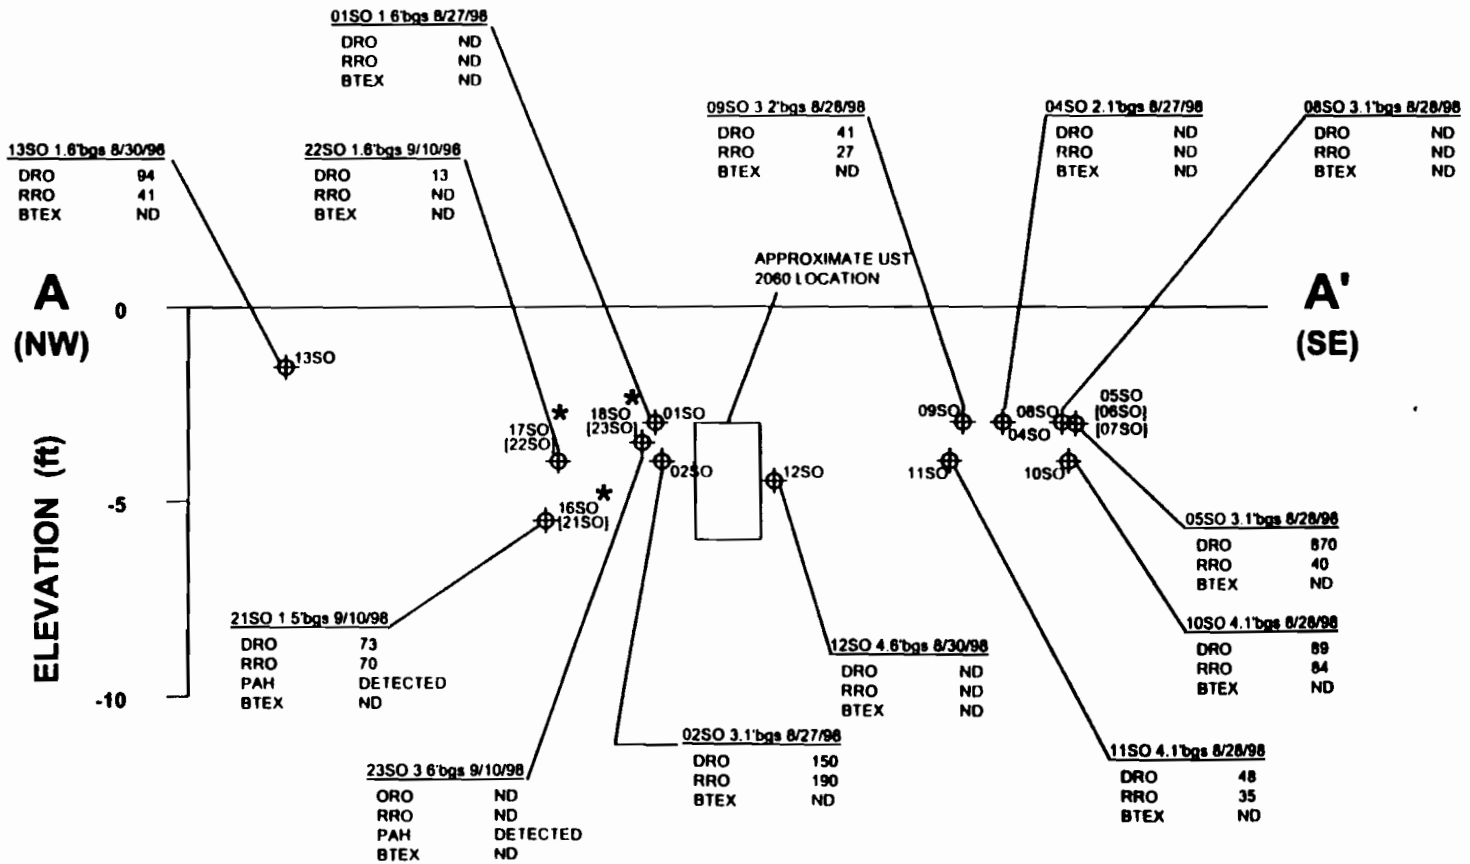 01SO 1 6'bgs 8/27/98
DRO ND
RRO ND
BTEX ND
09SO 3 2'bgs 8/28/98
DRO 41
RRO 27
BTEX ND
04SO 2.1'bgs 8/27/98
DRO ND
RRO ND
BTEX ND
08SO 3.1'bgs 8/28/98
DRO ND
RRO ND
BTEX ND
13SO 1.6'bgs 8/30/98
DRO 94
RRO 41
BTEX ND
22SO 1.6'bgs 9/10/98
DRO 13
RRO ND
BTEX ND
APPROXIMATE UST
2060 LOCATION
A
(NW)
A'
(SE)
0
-5
-10
ELEVATION (ft)
13SO
17SO
[22SO]
*
18SO
[23SO]
*
01SO
02SO
16SO
[21SO]
*
12SO
09SO
11SO
04SO
08SO
10SO
05SO
[06SO]
[07SO]
05SO 3.1'bgs 8/28/98
DRO 870
RRO 40
BTEX ND
21SO 1 5'bgs 9/10/98
DRO 73
RRO 70
PAH DETECTED
BTEX ND
12SO 4.6'bgs 8/30/98
DRO ND
RRO ND
BTEX ND
10SO 4.1'bgs 8/28/98
DRO 89
RRO 84
BTEX ND
23SO 3 6'bgs 9/10/98
ORO ND
RRO ND
PAH DETECTED
BTEX ND
02SO 3.1'bgs 8/27/98
DRO 150
RRO 190
BTEX ND
11SO 4.1'bgs 8/28/98
DRO 48
RRO 35
BTEX ND